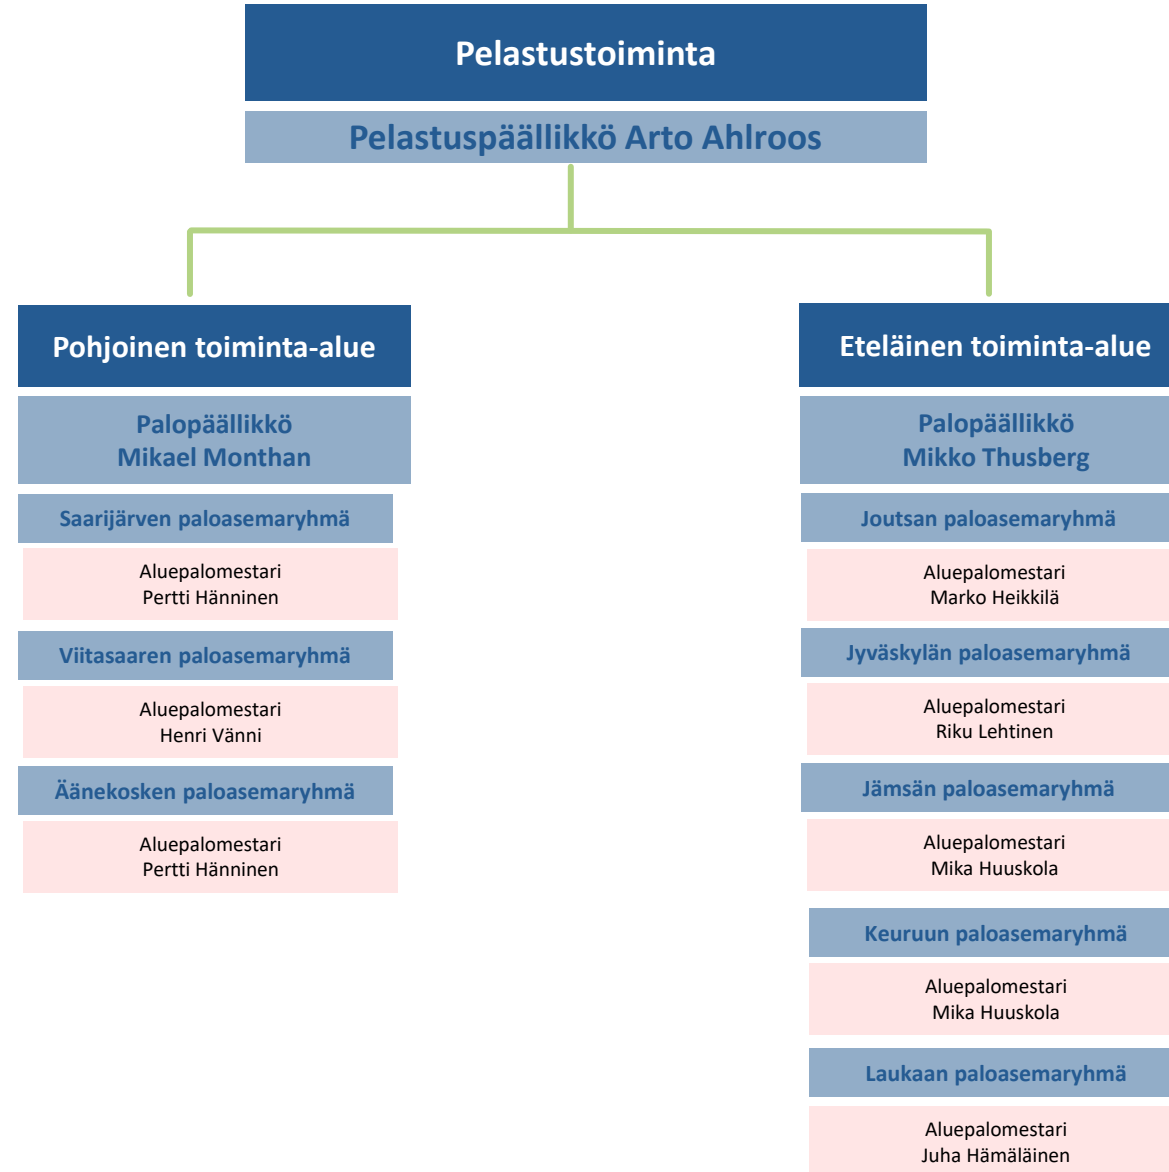 Pelastustoiminta
Pelastuspäällikkö Arto Ahlroos
Pohjoinen toiminta-alue
Palopäällikkö
Mikael Monthan
Saarijärven paloasemaryhmä
Aluepalomestari
Pertti Hänninen
Viitasaaren paloasemaryhmä
Aluepalomestari
Henri Vänni
Äänekosken paloasemaryhmä
Aluepalomestari
Pertti Hänninen
Eteläinen toiminta-alue
Palopäällikkö
Mikko Thusberg
Joutsan paloasemaryhmä
Aluepalomestari
Marko Heikkilä
Jyväskylän paloasemaryhmä
Aluepalomestari
Riku Lehtinen
Jämsän paloasemaryhmä
Aluepalomestari
Mika Huuskola
Keuruun paloasemaryhmä
Aluepalomestari
Mika Huuskola
Laukaan paloasemaryhmä
Aluepalomestari
Juha Hämäläinen